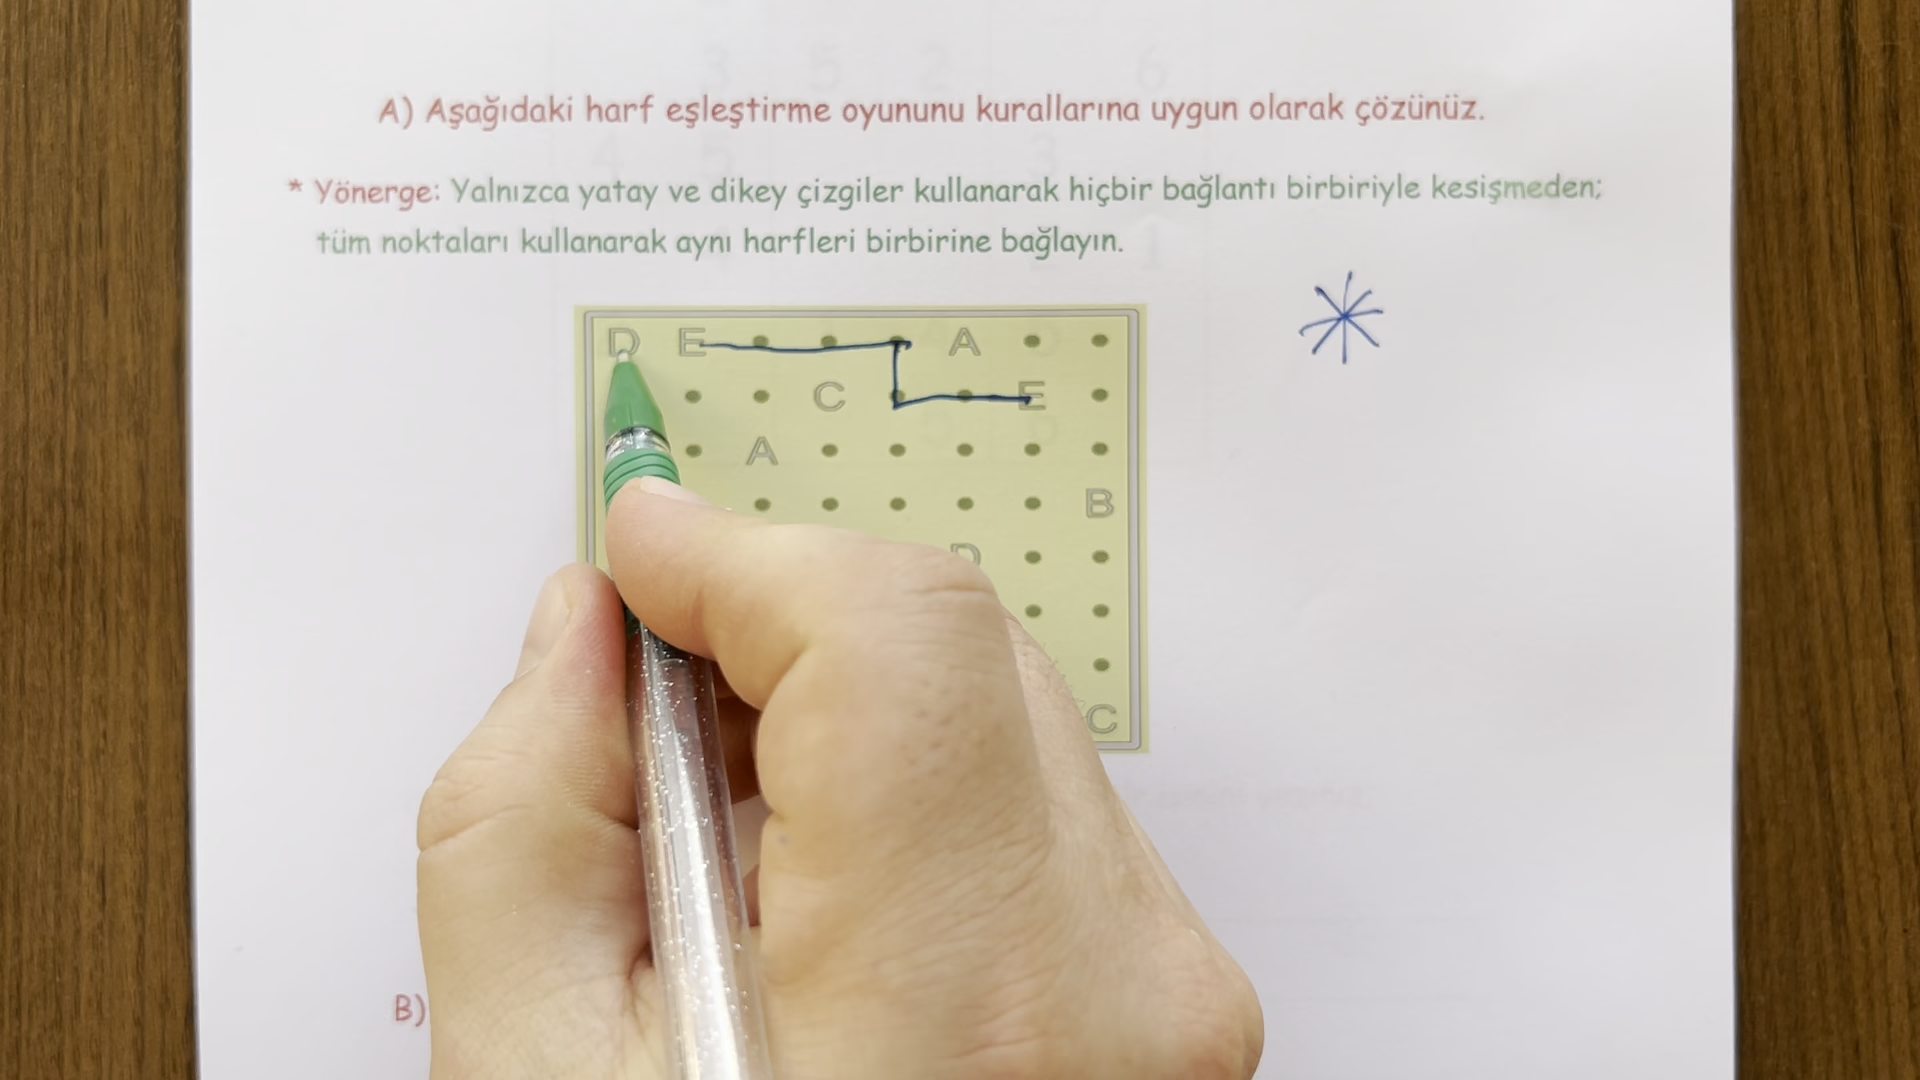 A) Aşağıdaki harf eşleştirme oyununu kurallarına uygun olarak çözünüz.
* Yönerge: Yalnızca yatay ve dikey çizgiler kullanarak hiçbir bağlantı birbiriyle kesişmeden;
tüm noktaları kullanarak aynı harfleri birbirine bağlayın.
D E A
C E
A
B
D
C
B)